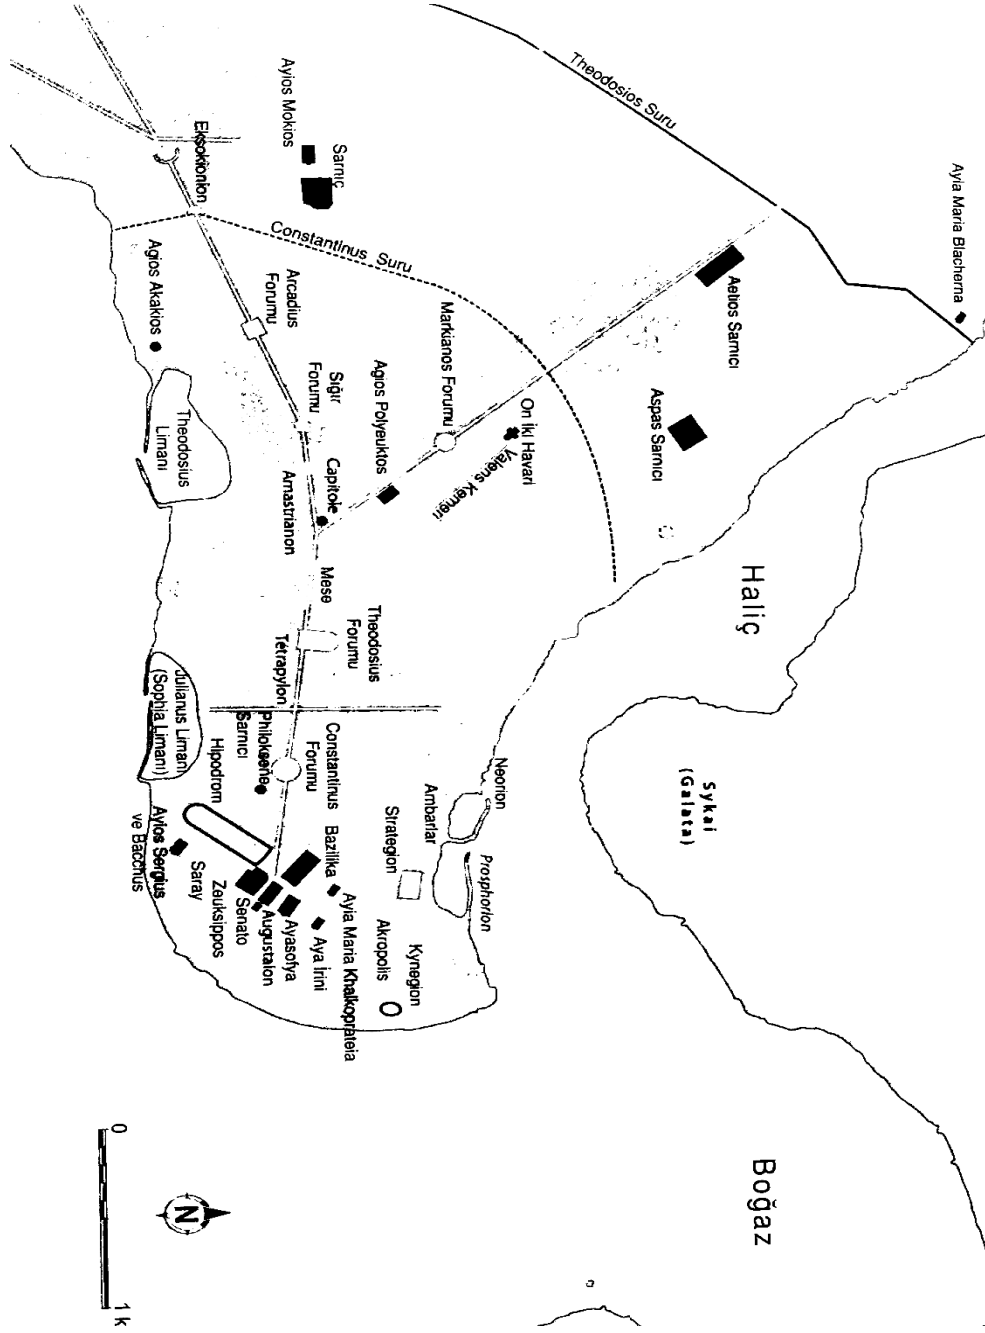 Theodosios Suru
Ayia Maria Blacherna
Ayios Mokios
Sarnıç
Eksokionion
Constantinus Suru
Aetios Sarnıcı
Agios Akakios
Arcadius
Forumu
Markianos Forumu
Aspas Sarnıcı
Sığır
Forumu
Agios Polyeuktos
On İki Havari
Valens Kemeri
Theodosius
Limanı
Capitole
Amastrianon
Mese
Haliç
Theodosius
Forumu
Tetrapylon
Julianus Limanı
(Sophia Limanı)
Philoksene
Sarnıcı
Constantinus
Forumu
Hipodrom
Neorion
Sykai
(Galata)
Ambarlar
Strategion
Prosphorion
Bazilika
Ayios Sergius
ve Bacchus
Saray
Zeuksippos
Senato
Augustaion
Ayasofya
Aya İrini
Ayia Maria Khalkoprateia
Akropolis
Kynegion
Boğaz
0
1 k
N